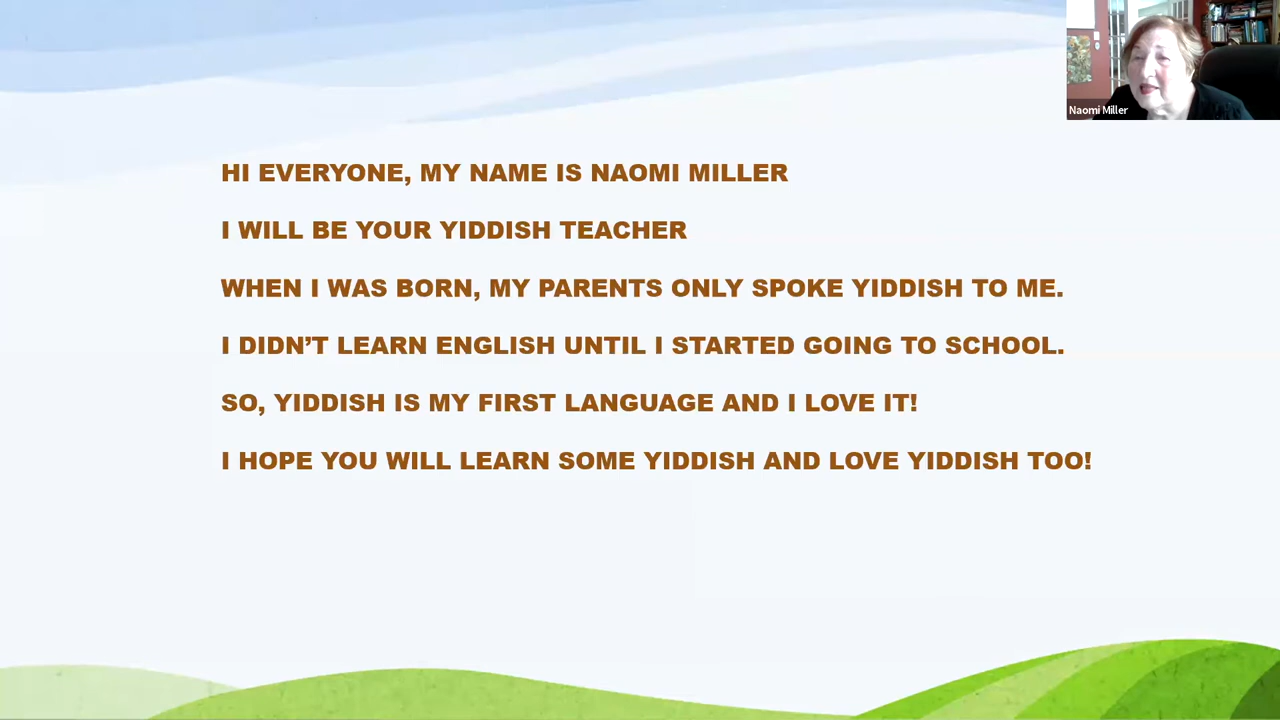 Naomi Miller
HI EVERYONE, MY NAME IS NAOMI MILLER
I WILL BE YOUR YIDDISH TEACHER
WHEN I WAS BORN, MY PARENTS ONLY SPOKE YIDDISH TO ME.
I DIDN’T LEARN ENGLISH UNTIL I STARTED GOING TO SCHOOL.
SO, YIDDISH IS MY FIRST LANGUAGE AND I LOVE IT!
I HOPE YOU WILL LEARN SOME YIDDISH AND LOVE YIDDISH TOO!